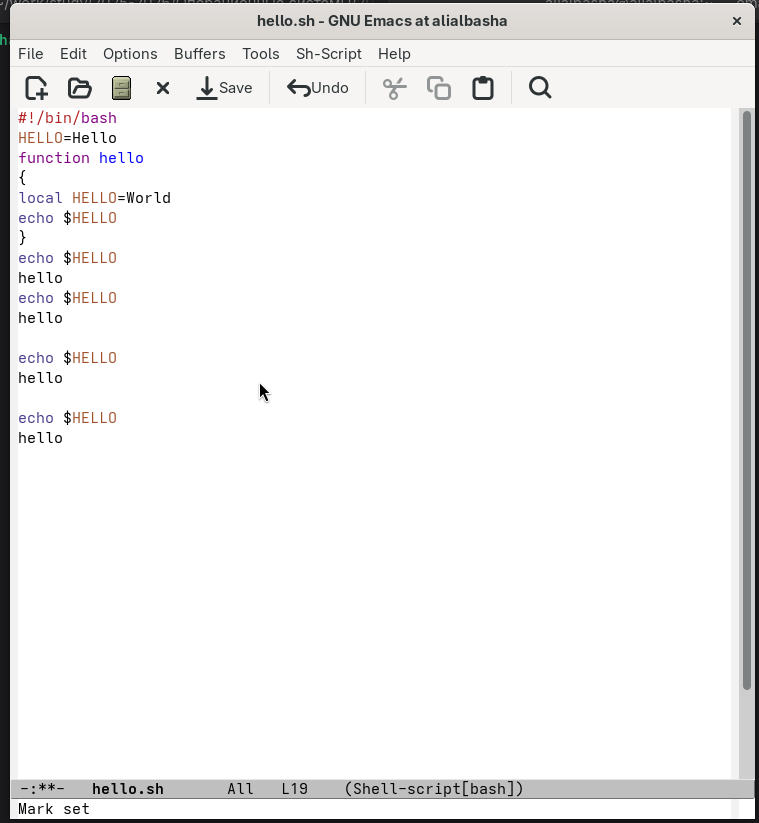 hello.sh - GNU Emacs at alialbasha
File Edit Options Buffers Tools Sh-Script Help
Save Undo
#!/bin/bash
HELLO=Hello
function hello
{
local HELLO=World
echo $HELLO
}
echo $HELLO
hello
echo $HELLO
hello
echo $HELLO
hello
echo $HELLO
hello
-:**- hello.sh All L19 (Shell-script[bash])
Mark set